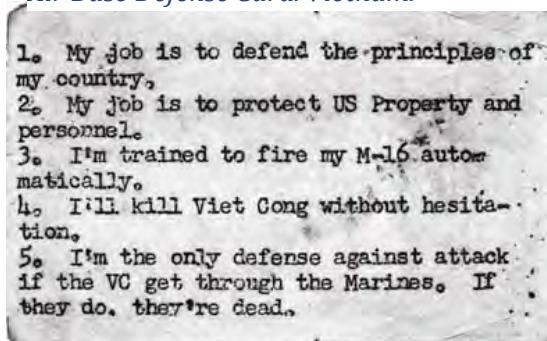 Air Base Defense
1. My job is to defend the principles of
my country.
2. My job is to protect US Property and
personnel.
3. I'm trained to fire my M-16 auto-
matically.
4. I'll kill Viet Cong without hesita-
tion.
5. I'm the only defense against attack
if the VC get through the Marines. If
they do. they're dead.